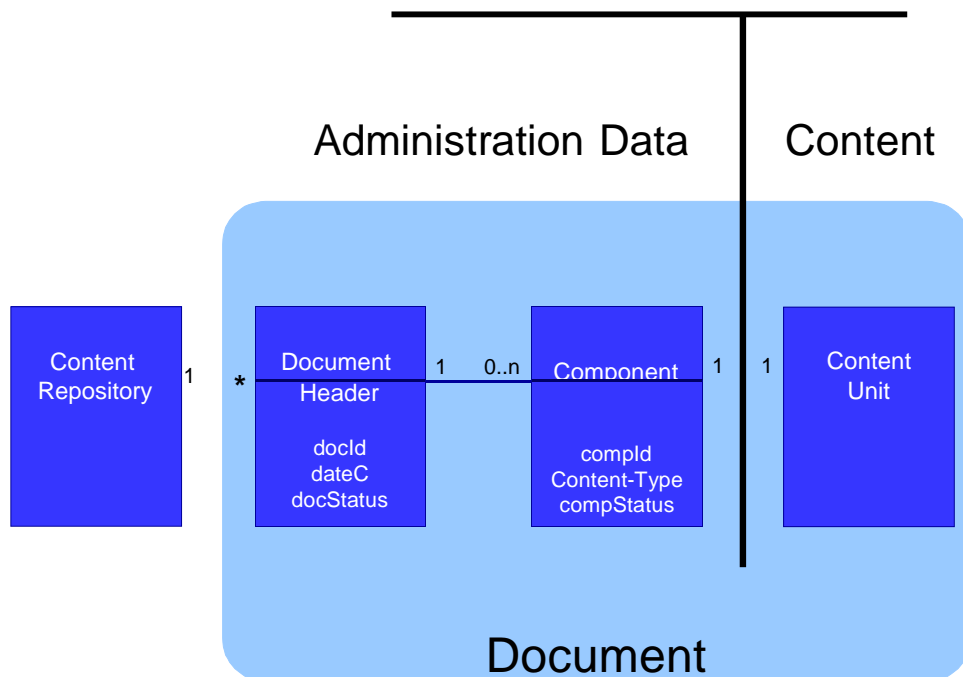 Administration Data
Content
Content
Repository
1
*
Document
Header
docId
dateC
docStatus
1
0..n
Component
compId
Content-Type
compStatus
1
1
Content
Unit
Document